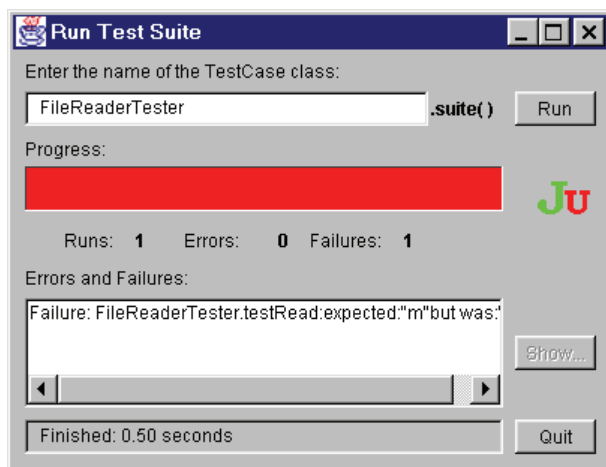 Run Test Suite
Enter the name of the TestCase class:
FileReaderTester .suite( ) Run
Progress:
JU
Runs: 1 Errors: 0 Failures: 1
Errors and Failures:
Failure: FileReaderTester.testRead:expected:"m"but was:"
Show...
Finished: 0.50 seconds Quit